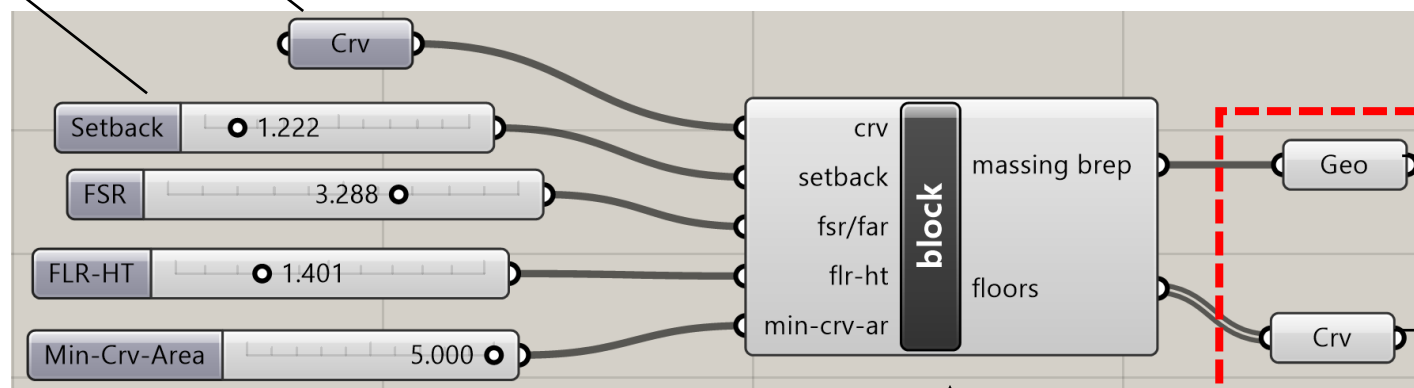 Crv
Setback 1.222
FSR 3.288
FLR-HT 1.401
Min-Crv-Area 5.000
crv
setback
fsr/far
flr-ht
min-crv-ar
block
massing brep
floors
Geo
Crv